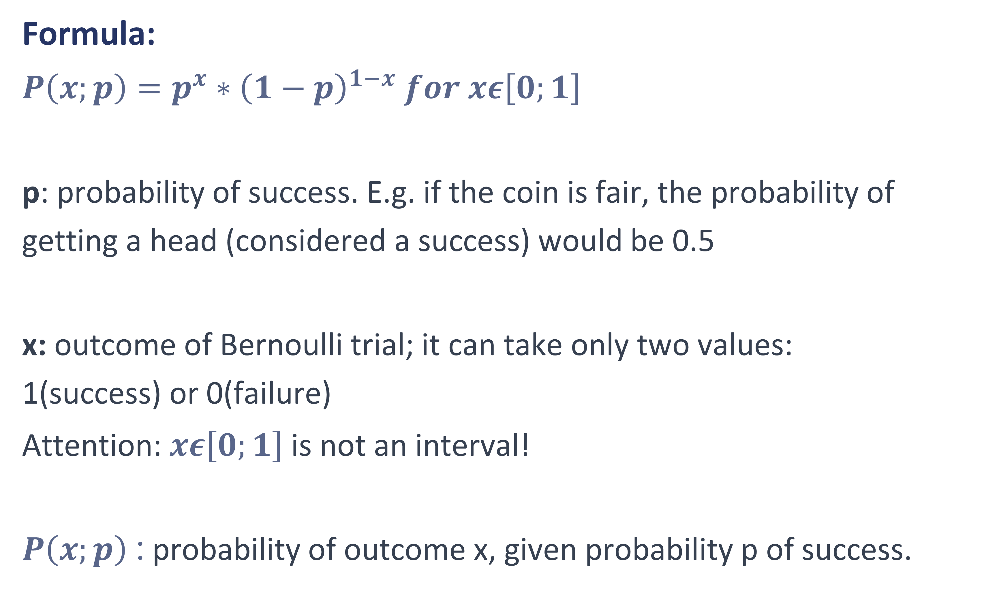 Formula:
P(x; p) = p^x * (1 − p)^{1−x} for xϵ[0; 1]
p: probability of success. E.g. if the coin is fair, the probability of
getting a head (considered a success) would be 0.5
x: outcome of Bernoulli trial; it can take only two values:
1(success) or 0(failure)
Attention: xϵ[0; 1] is not an interval!
P(x; p) : probability of outcome x, given probability p of success.